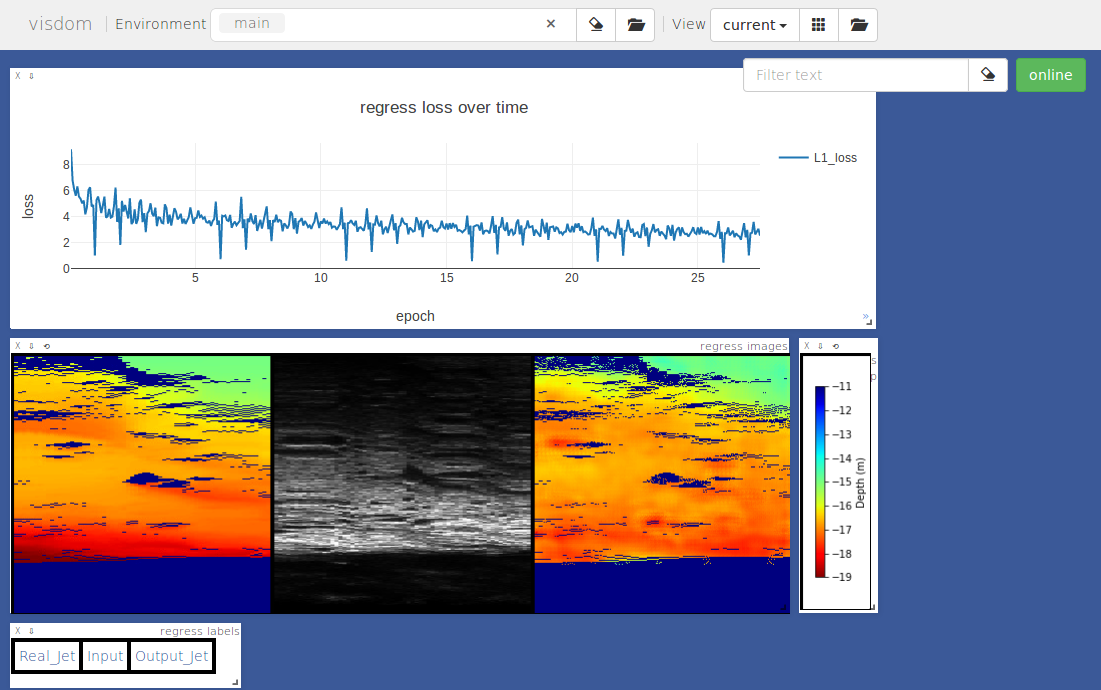 visdom Environment main × View current
Filter text online
X
regress loss over time
8
6
4
2
0
loss
L1_loss
5 10 15 20 25
epoch
»
X regress images
X
s
p
−11
−12
−13
−14
−15
−16
−17
−18
−19
Depth (m)
X regress labels
Real_Jet Input Output_Jet